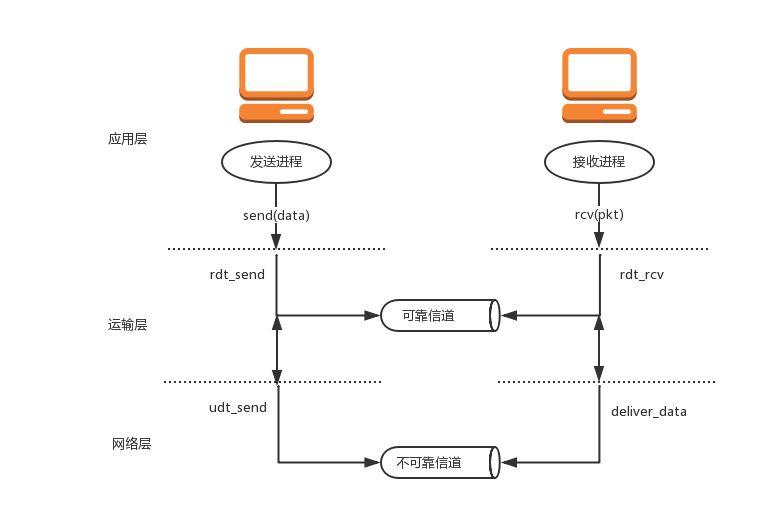 应用层
发送进程
接收进程
send(data)
rcv(pkt)
rdt_send
rdt_rcv
可靠信道
运输层
udt_send
deliver_data
网络层
不可靠信道